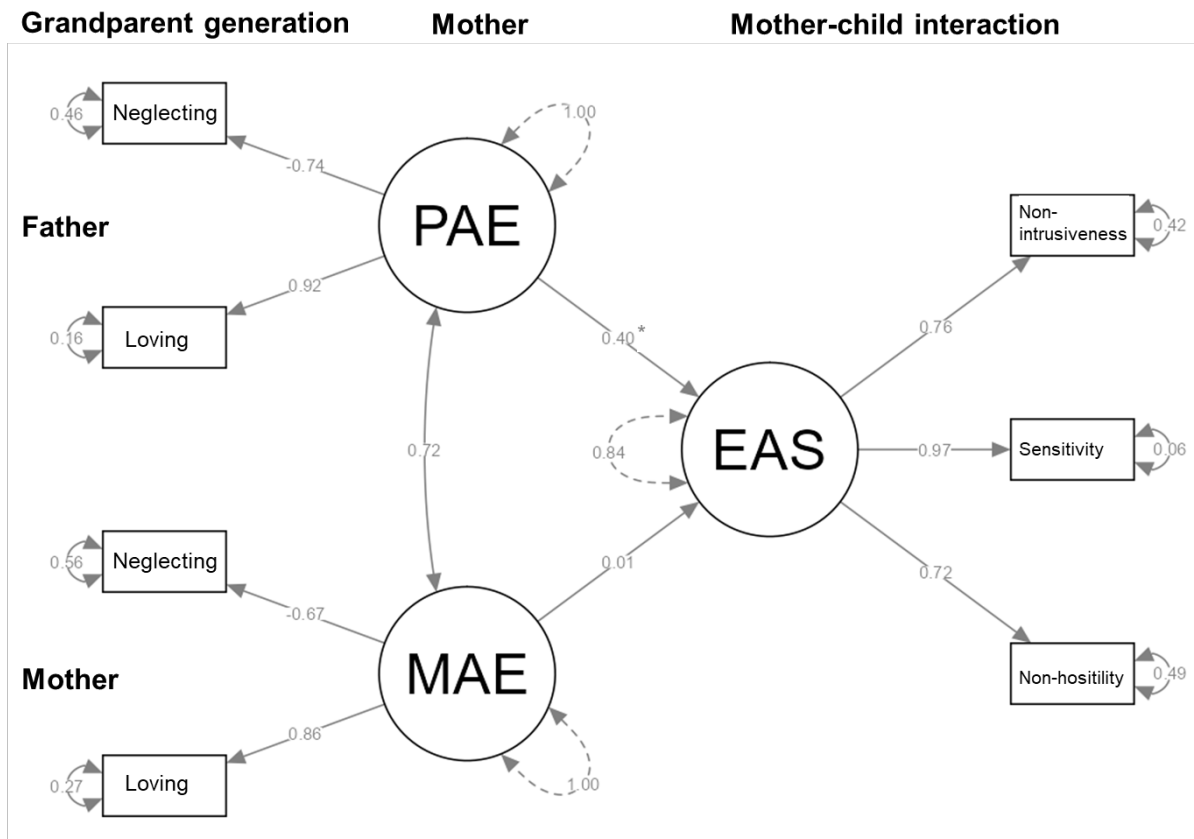 Grandparent generation
Mother
Mother-child interaction
0.46
Neglecting
-0.74
1.00
PAE
Father
0.92
0.16
Loving
Non-
intrusiveness
0.42
0.40*
0.76
0.72
0.84
EAS
0.97
Sensitivity
0.06
0.56
Neglecting
-0.67
0.01
0.72
MAE
Mother
Non-hositility
0.49
0.86
0.27
Loving
1.00